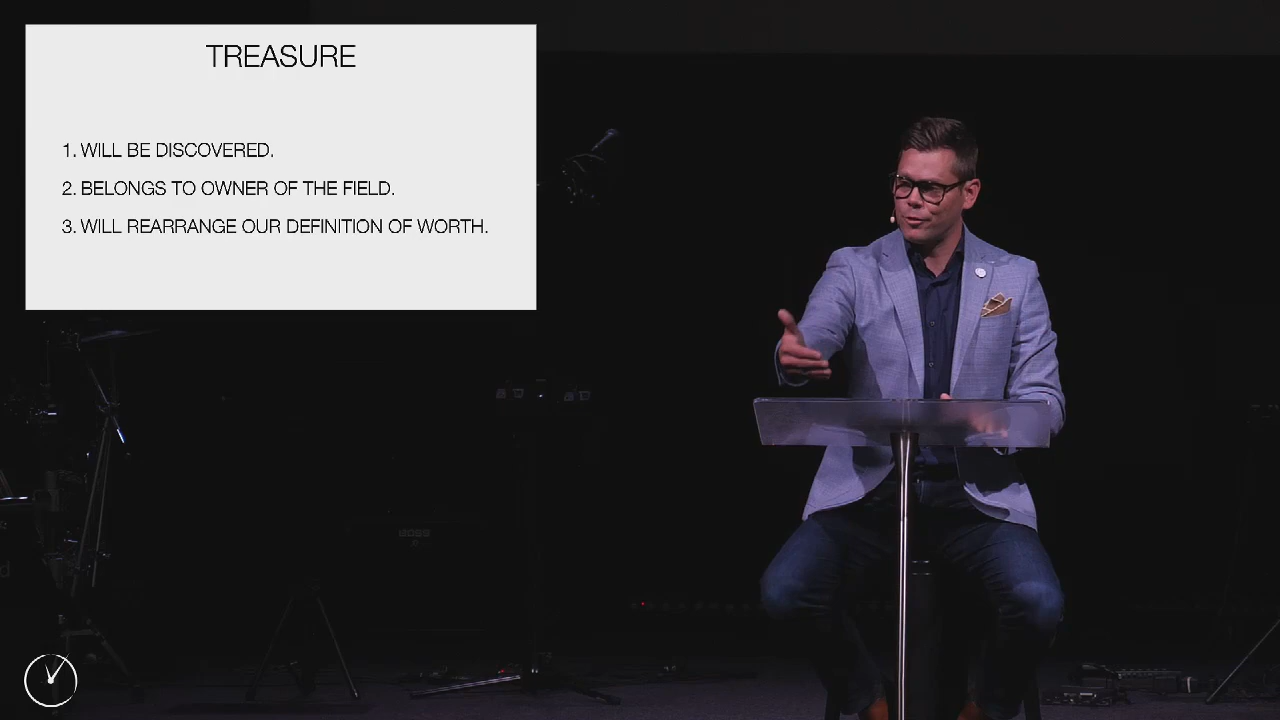 TREASURE
1. WILL BE DISCOVERED.
2. BELONGS TO OWNER OF THE FIELD.
3. WILL REARRANGE OUR DEFINITION OF WORTH.
BOSS